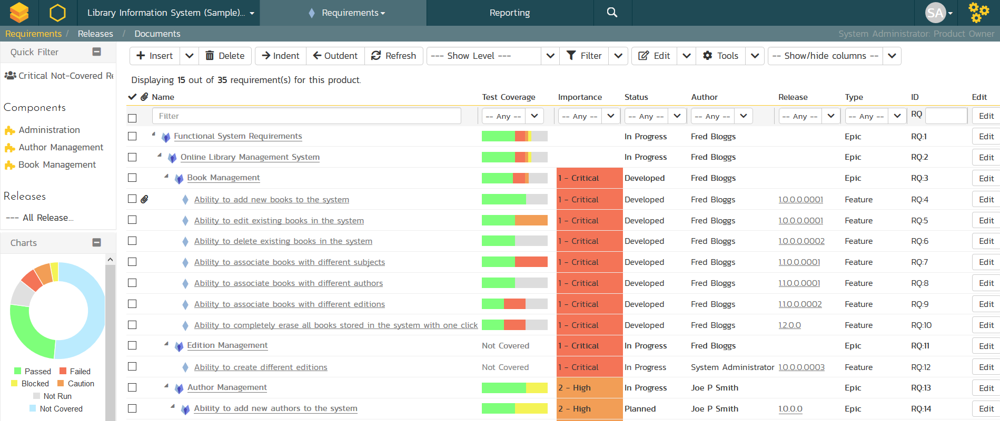 Library Information System (Sample)... Requirements Reporting SA
Requirements / Releases / Documents System Administrator: Product Owner
Quick Filter
Critical Not-Covered Re
Components
Administration
Author Management
Book Management
Releases
--- All Release...
Charts
Passed Failed
Blocked Caution
Not Run
Not Covered
Insert Delete Indent Outdent Refresh --- Show Level --- Filter Edit Tools -- Show/hide columns --
Displaying 15 out of 35 requirement(s) for this product.
Name Test Coverage Importance Status Author Release Type ID Edit
Filter -- Any -- -- Any -- -- Any -- -- Any -- -- Any -- -- Any -- RQ Edit
Functional System Requirements In Progress Fred Bloggs Epic RQ:1 Edit
Online Library Management System In Progress Fred Bloggs Epic RQ:2 Edit
Book Management 1 - Critical Developed Fred Bloggs Epic RQ:3 Edit
Ability to add new books to the system 1 - Critical Developed Fred Bloggs 1.0.0.0.0001 Feature RQ:4 Edit
Ability to edit existing books in the system 1 - Critical Developed Fred Bloggs 1.0.0.0.0001 Feature RQ:5 Edit
Ability to delete existing books in the system 1 - Critical Developed Fred Bloggs 1.0.0.0.0002 Feature RQ:6 Edit
Ability to associate books with different subjects 1 - Critical Developed Fred Bloggs 1.1.0.0.0001 Feature RQ:7 Edit
Ability to associate books with different authors 1 - Critical Developed Fred Bloggs 1.1.0.0.0001 Feature RQ:8 Edit
Ability to associate books with different editions 1 - Critical Developed Fred Bloggs 1.1.0.0.0002 Feature RQ:9 Edit
Ability to completely erase all books stored in the system with one click 1 - Critical Developed Fred Bloggs 1.2.0.0 Feature RQ:10 Edit
Edition Management Not Covered 1 - Critical In Progress Fred Bloggs Epic RQ:11 Edit
Ability to create different editions Not Covered 1 - Critical In Progress System Administrator 1.0.0.0.0003 Feature RQ:12 Edit
Author Management 2 - High In Progress Joe P Smith Epic RQ:13 Edit
Ability to add new authors to the system 2 - High Planned Joe P Smith 1.0.0.0 Epic RQ:14 Edit